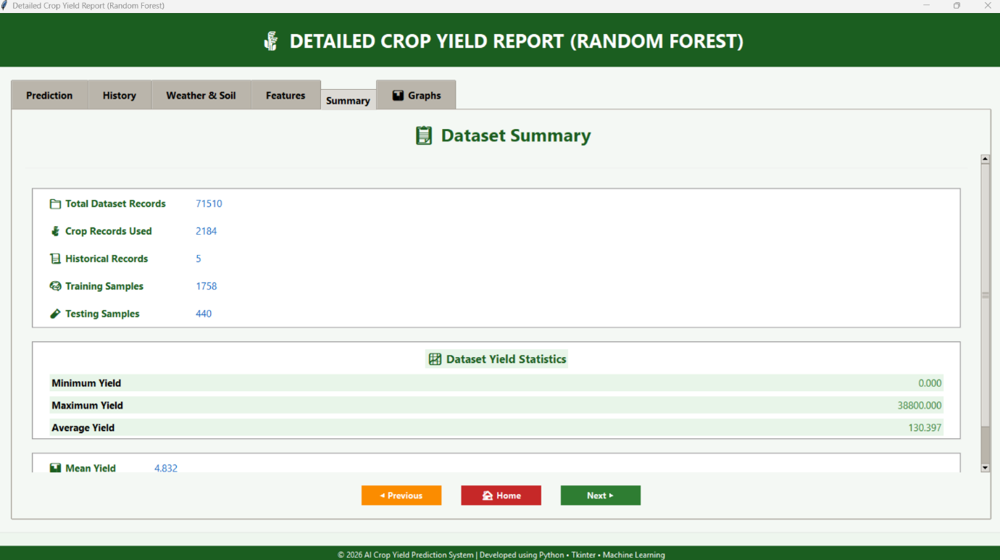 Detailed Crop Yield Report (Random Forest)
DETAILED CROP YIELD REPORT (RANDOM FOREST)
Prediction History Weather & Soil Features Summary Graphs
Dataset Summary
Total Dataset Records 71510
Crop Records Used 2184
Historical Records 5
Training Samples 1758
Testing Samples 440
Dataset Yield Statistics
Minimum Yield 0.000
Maximum Yield 38800.000
Average Yield 130.397
Mean Yield 4.832
◂ Previous Home Next ▸
© 2026 AI Crop Yield Prediction System | Developed using Python • Tkinter • Machine Learning